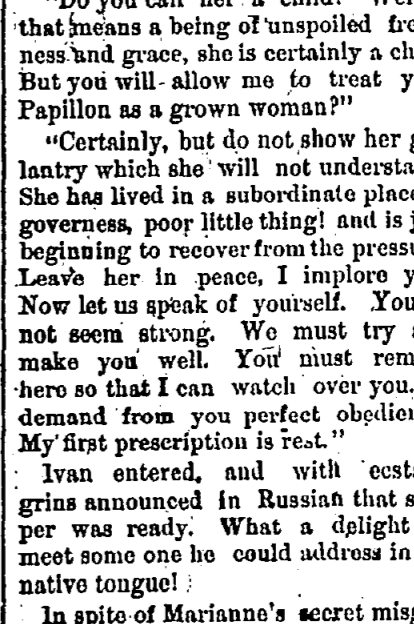 "Do you call her a child? Well
that means a being of unspoiled fre
ness and grace, she is certainly a ch
But you will allow me to treat y
Papillon as a grown woman?"
"Certainly, but do not show her g
lantry which she will not understa
She has lived in a subordinate place
governess, poor little thing! and is j
beginning to recover from the pressu
Leave her in peace, I implore y
Now let us speak of yourself. You
not seem strong. We must try a
make you well. You must rem
here so that I can watch over you.
demand from you perfect obedien
My first prescription is rest."
Ivan entered, and with ecst
grins announced in Russian that s
per was ready. What a delight
meet some one he could address in
native tongue!
In spite of Marianne's secret misg